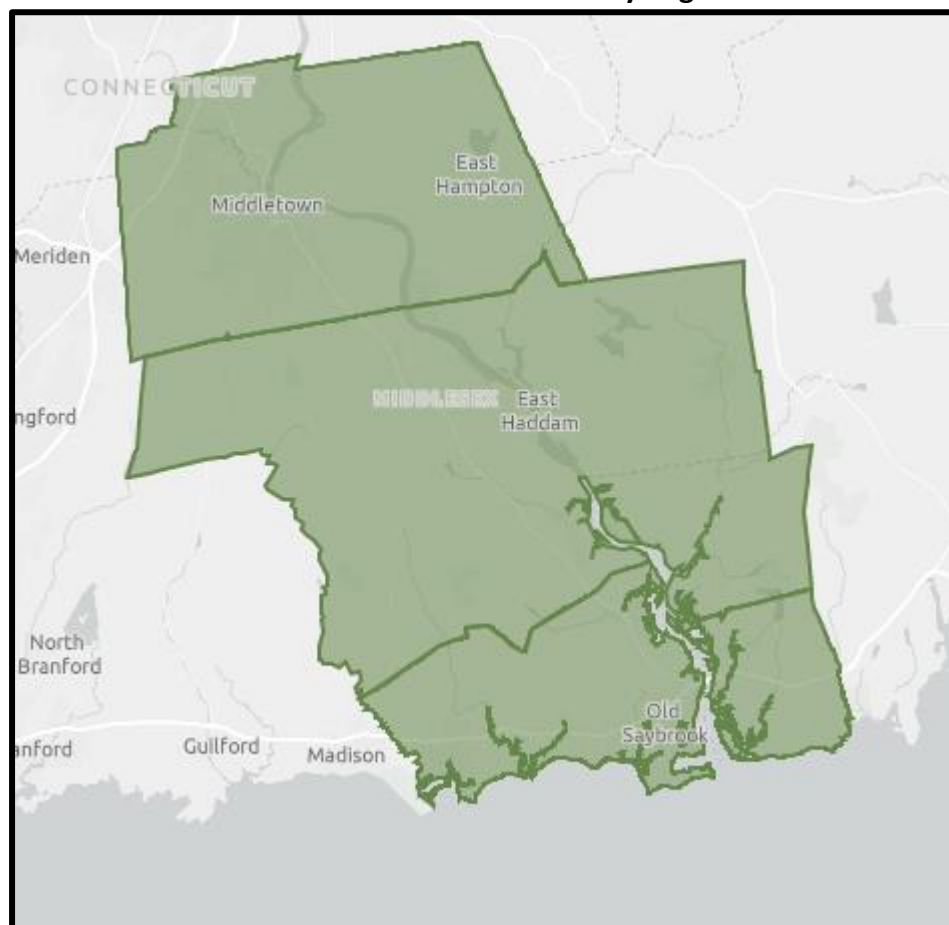 CONNECTICUT
East
Hampton
Middletown
Meriden
MIDDLESEX
East
Haddam
ngford
North
Branford
Old
Saybrook
anford
Guilford
Madison